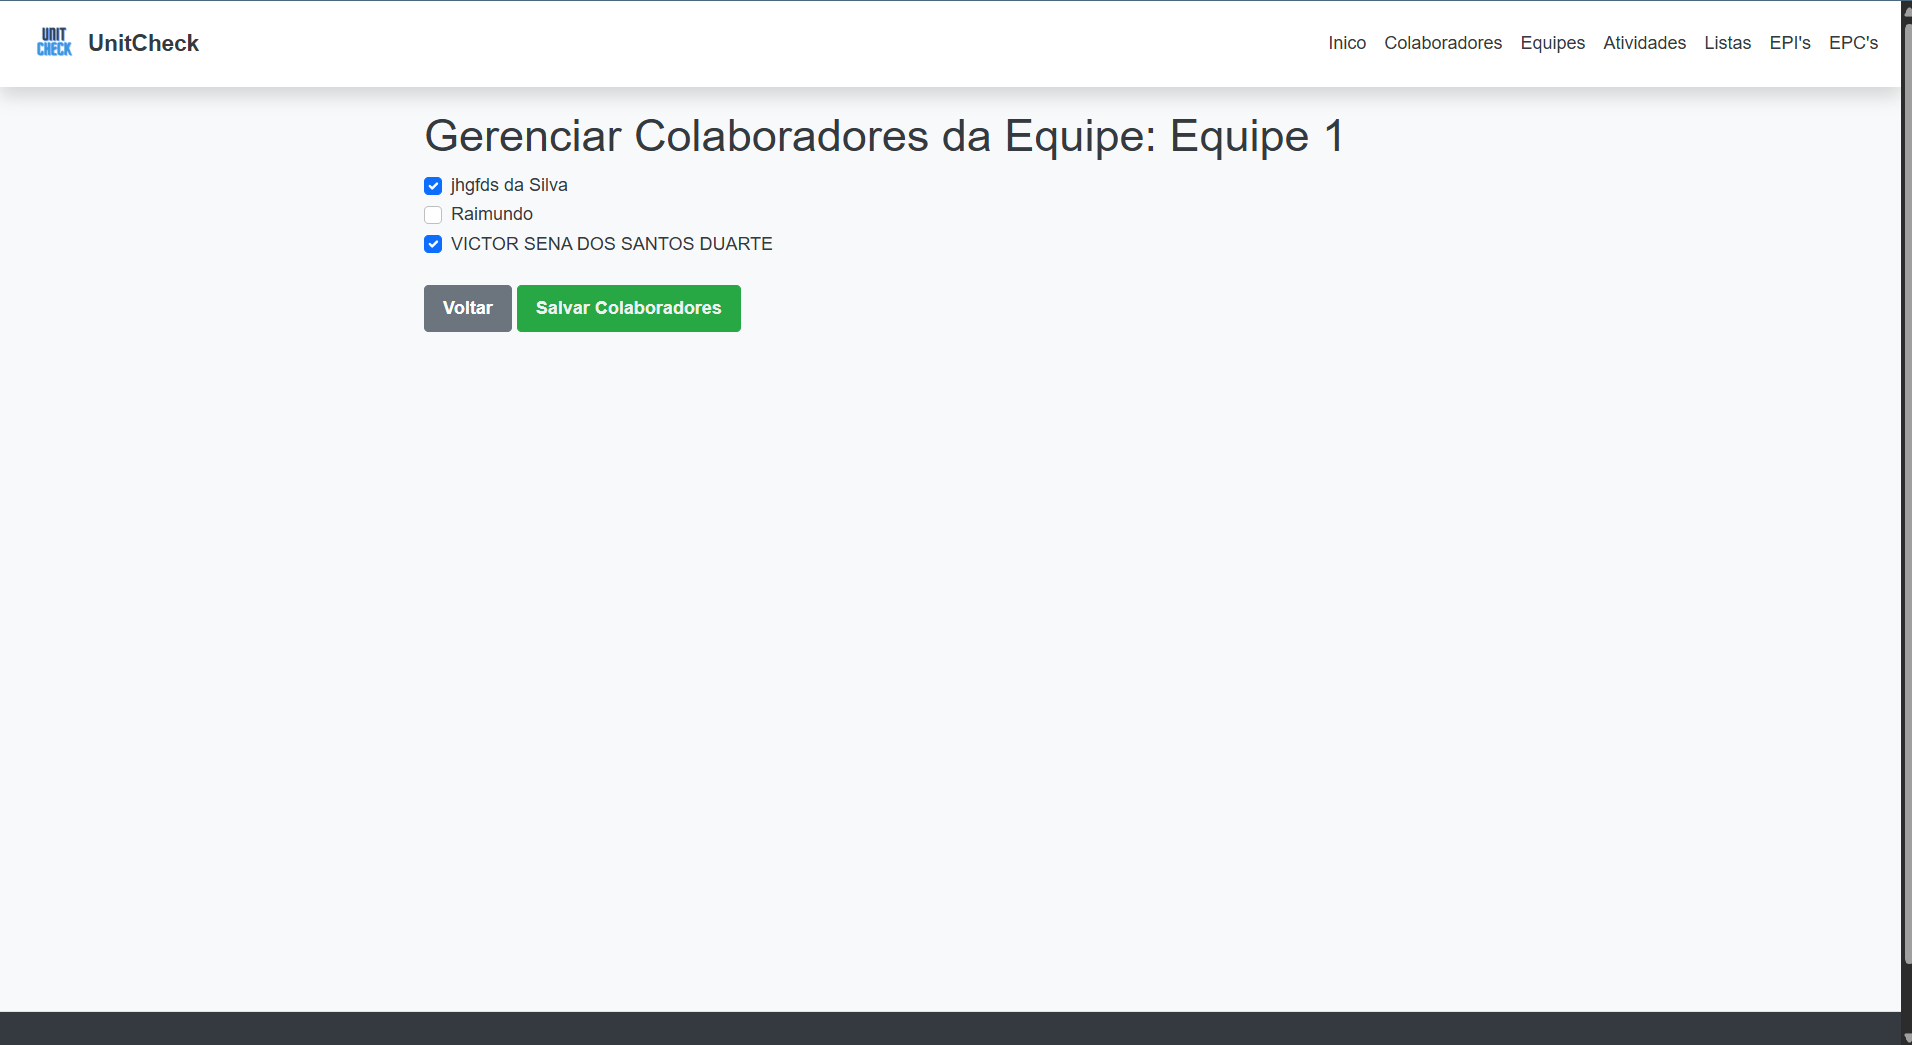 UNIT
CHECK
UnitCheck
Inico Colaboradores Equipes Atividades Listas EPI's EPC's
Gerenciar Colaboradores da Equipe: Equipe 1
jhgfds da Silva
Raimundo
VICTOR SENA DOS SANTOS DUARTE
Voltar Salvar Colaboradores